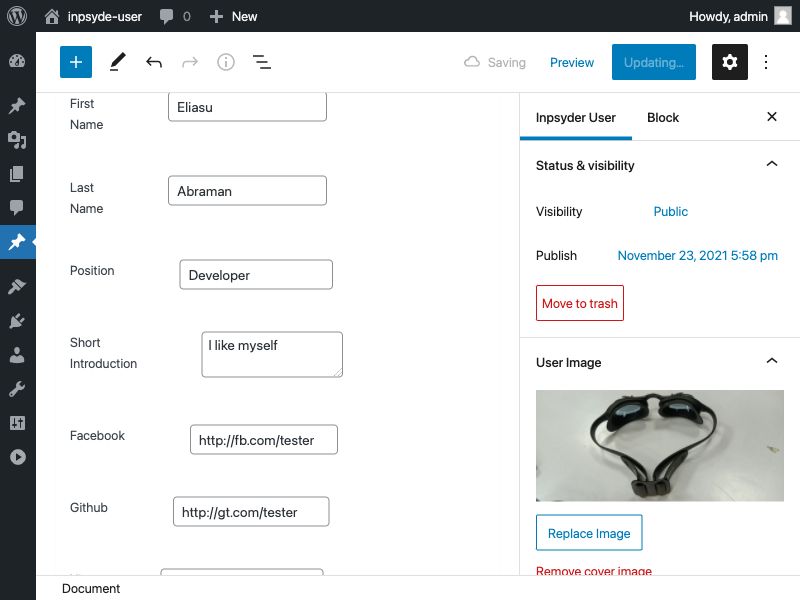 inpsyde-user 0 New Howdy, admin
Saving Preview Updating...
First
Name
Eliasu
Last
Name
Abraman
Position Developer
Short
Introduction
I like myself
Facebook http://fb.com/tester
Github http://gt.com/tester
Inpsyder User Block
Status & visibility
Visibility Public
Publish November 23, 2021 5:58 pm
Move to trash
User Image
Replace Image
Remove cover image
Document